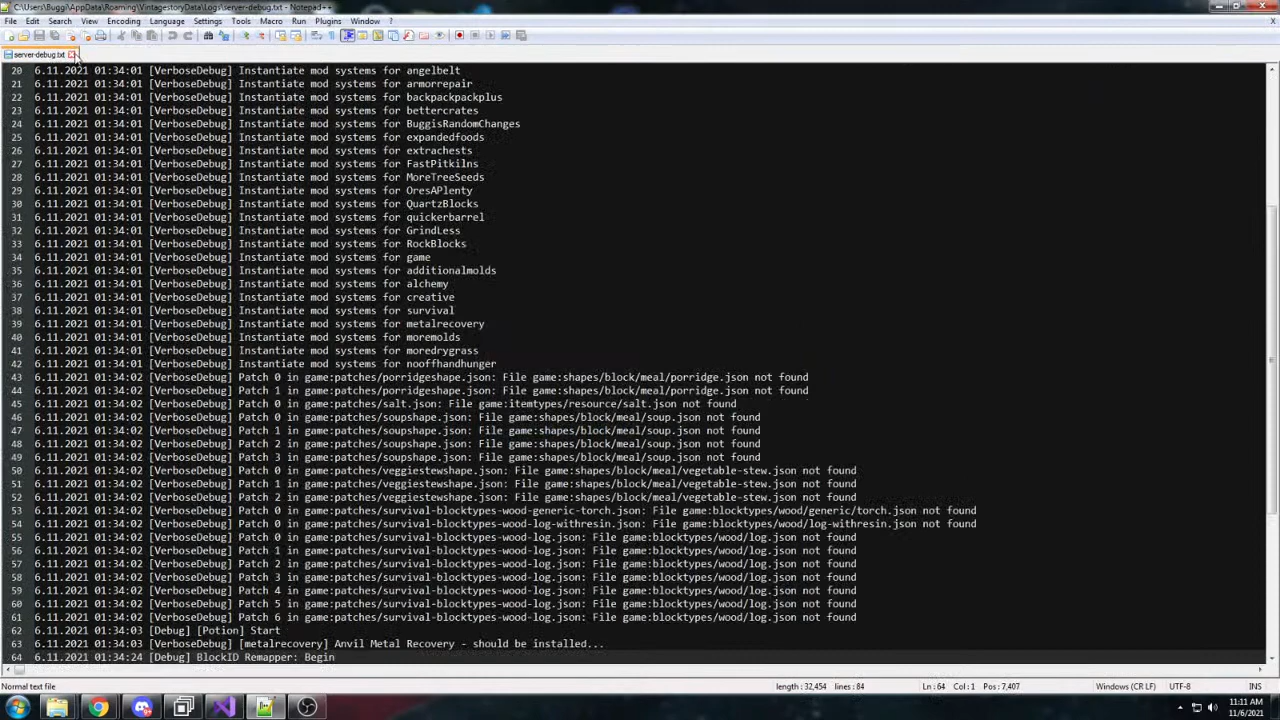 C:\Users\Buggi\AppData\Roaming\VintagestoryData\Logs\server-debug.txt - Notepad++
File Edit Search View Encoding Language Settings Tools Macro Run Plugins Window ?
server-debug.txt
20 6.11.2021 01:34:01 [VerboseDebug] Instantiate mod systems for angelbelt
21 6.11.2021 01:34:01 [VerboseDebug] Instantiate mod systems for armorrepair
22 6.11.2021 01:34:01 [VerboseDebug] Instantiate mod systems for backpackpackplus
23 6.11.2021 01:34:01 [VerboseDebug] Instantiate mod systems for bettercrates
24 6.11.2021 01:34:01 [VerboseDebug] Instantiate mod systems for BuggisRandomChanges
25 6.11.2021 01:34:01 [VerboseDebug] Instantiate mod systems for expandedfoods
26 6.11.2021 01:34:01 [VerboseDebug] Instantiate mod systems for extrachests
27 6.11.2021 01:34:01 [VerboseDebug] Instantiate mod systems for FastPitkilns
28 6.11.2021 01:34:01 [VerboseDebug] Instantiate mod systems for MoreTreeSeeds
29 6.11.2021 01:34:01 [VerboseDebug] Instantiate mod systems for OresAPlenty
30 6.11.2021 01:34:01 [VerboseDebug] Instantiate mod systems for QuartzBlocks
31 6.11.2021 01:34:01 [VerboseDebug] Instantiate mod systems for quickerbarrel
32 6.11.2021 01:34:01 [VerboseDebug] Instantiate mod systems for GrindLess
33 6.11.2021 01:34:01 [VerboseDebug] Instantiate mod systems for RockBlocks
34 6.11.2021 01:34:01 [VerboseDebug] Instantiate mod systems for game
35 6.11.2021 01:34:01 [VerboseDebug] Instantiate mod systems for additionalmolds
36 6.11.2021 01:34:01 [VerboseDebug] Instantiate mod systems for alchemy
37 6.11.2021 01:34:01 [VerboseDebug] Instantiate mod systems for creative
38 6.11.2021 01:34:01 [VerboseDebug] Instantiate mod systems for survival
39 6.11.2021 01:34:01 [VerboseDebug] Instantiate mod systems for metalrecovery
40 6.11.2021 01:34:01 [VerboseDebug] Instantiate mod systems for moremolds
41 6.11.2021 01:34:01 [VerboseDebug] Instantiate mod systems for moredrygrass
42 6.11.2021 01:34:01 [VerboseDebug] Instantiate mod systems for nooffhandhunger
43 6.11.2021 01:34:02 [VerboseDebug] Patch 0 in game:patches/porridgeshape.json: File game:shapes/block/meal/porridge.json not found
44 6.11.2021 01:34:02 [VerboseDebug] Patch 1 in game:patches/porridgeshape.json: File game:shapes/block/meal/porridge.json not found
45 6.11.2021 01:34:02 [VerboseDebug] Patch 0 in game:patches/salt.json: File game:itemtypes/resource/salt.json not found
46 6.11.2021 01:34:02 [VerboseDebug] Patch 0 in game:patches/soupshape.json: File game:shapes/block/meal/soup.json not found
47 6.11.2021 01:34:02 [VerboseDebug] Patch 1 in game:patches/soupshape.json: File game:shapes/block/meal/soup.json not found
48 6.11.2021 01:34:02 [VerboseDebug] Patch 2 in game:patches/soupshape.json: File game:shapes/block/meal/soup.json not found
49 6.11.2021 01:34:02 [VerboseDebug] Patch 3 in game:patches/soupshape.json: File game:shapes/block/meal/soup.json not found
50 6.11.2021 01:34:02 [VerboseDebug] Patch 0 in game:patches/veggiestewshape.json: File game:shapes/block/meal/vegetable-stew.json not found
51 6.11.2021 01:34:02 [VerboseDebug] Patch 1 in game:patches/veggiestewshape.json: File game:shapes/block/meal/vegetable-stew.json not found
52 6.11.2021 01:34:02 [VerboseDebug] Patch 2 in game:patches/veggiestewshape.json: File game:shapes/block/meal/vegetable-stew.json not found
53 6.11.2021 01:34:02 [VerboseDebug] Patch 0 in game:patches/survival-blocktypes-wood-generic-torch.json: File game:blocktypes/wood/generic/torch.json not found
54 6.11.2021 01:34:02 [VerboseDebug] Patch 0 in game:patches/survival-blocktypes-wood-log-withresin.json: File game:blocktypes/wood/log-withresin.json not found
55 6.11.2021 01:34:02 [VerboseDebug] Patch 0 in game:patches/survival-blocktypes-wood-log.json: File game:blocktypes/wood/log.json not found
56 6.11.2021 01:34:02 [VerboseDebug] Patch 1 in game:patches/survival-blocktypes-wood-log.json: File game:blocktypes/wood/log.json not found
57 6.11.2021 01:34:02 [VerboseDebug] Patch 2 in game:patches/survival-blocktypes-wood-log.json: File game:blocktypes/wood/log.json not found
58 6.11.2021 01:34:02 [VerboseDebug] Patch 3 in game:patches/survival-blocktypes-wood-log.json: File game:blocktypes/wood/log.json not found
59 6.11.2021 01:34:02 [VerboseDebug] Patch 4 in game:patches/survival-blocktypes-wood-log.json: File game:blocktypes/wood/log.json not found
60 6.11.2021 01:34:02 [VerboseDebug] Patch 5 in game:patches/survival-blocktypes-wood-log.json: File game:blocktypes/wood/log.json not found
61 6.11.2021 01:34:02 [VerboseDebug] Patch 6 in game:patches/survival-blocktypes-wood-log.json: File game:blocktypes/wood/log.json not found
62 6.11.2021 01:34:03 [Debug] [Potion] Start
63 6.11.2021 01:34:03 [VerboseDebug] [metalrecovery] Anvil Metal Recovery - should be installed...
64 6.11.2021 01:34:24 [Debug] BlockID Remapper: Begin
Normal text file length : 32,454 lines : 84 Ln : 64 Col : 1 Pos : 7,407 Windows (CR LF) UTF-8 INS
11:11 AM
11/6/2021